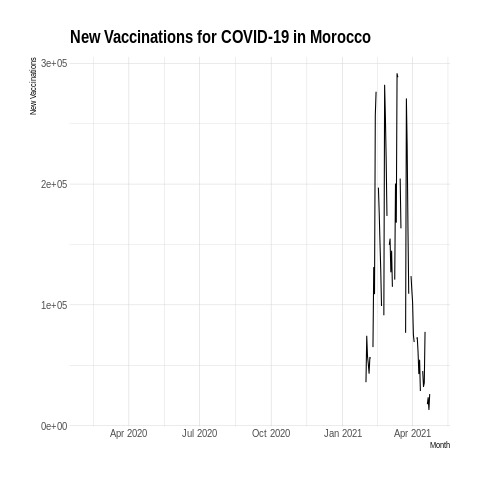 New Vaccinations for COVID-19 in Morocco
New Vaccinations
3e+05
2e+05
1e+05
0e+00
Apr 2020 Jul 2020 Oct 2020 Jan 2021 Apr 2021
Month